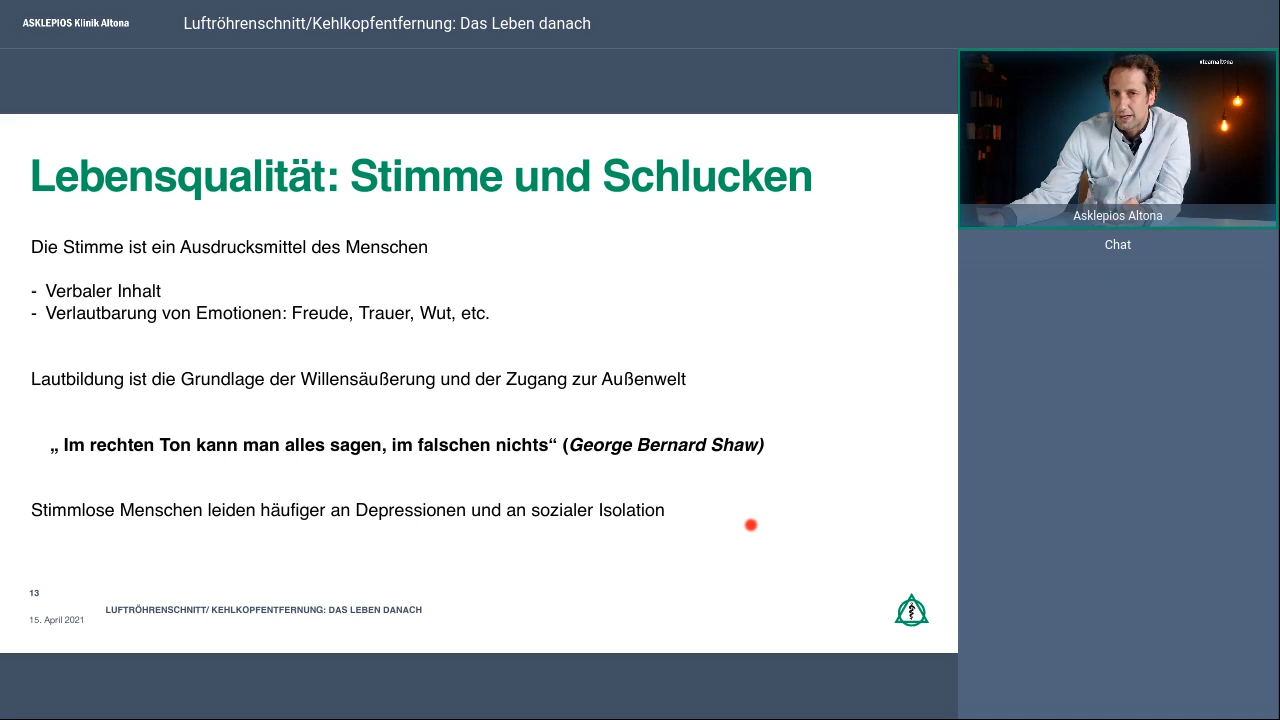 ASKLEPIOS Klinik Altona
Luftröhrenschnitt/Kehlkopfentfernung: Das Leben danach
#teamaltona
Asklepios Altona
Chat
Lebensqualität: Stimme und Schlucken
Die Stimme ist ein Ausdrucksmittel des Menschen
- Verbaler Inhalt
- Verlautbarung von Emotionen: Freude, Trauer, Wut, etc.
Lautbildung ist die Grundlage der Willensäußerung und der Zugang zur Außenwelt
„ Im rechten Ton kann man alles sagen, im falschen nichts“ (George Bernard Shaw)
Stimmlose Menschen leiden häufiger an Depressionen und an sozialer Isolation
13
LUFTRÖHRENSCHNITT/ KEHLKOPFENTFERNUNG: DAS LEBEN DANACH
15. April 2021